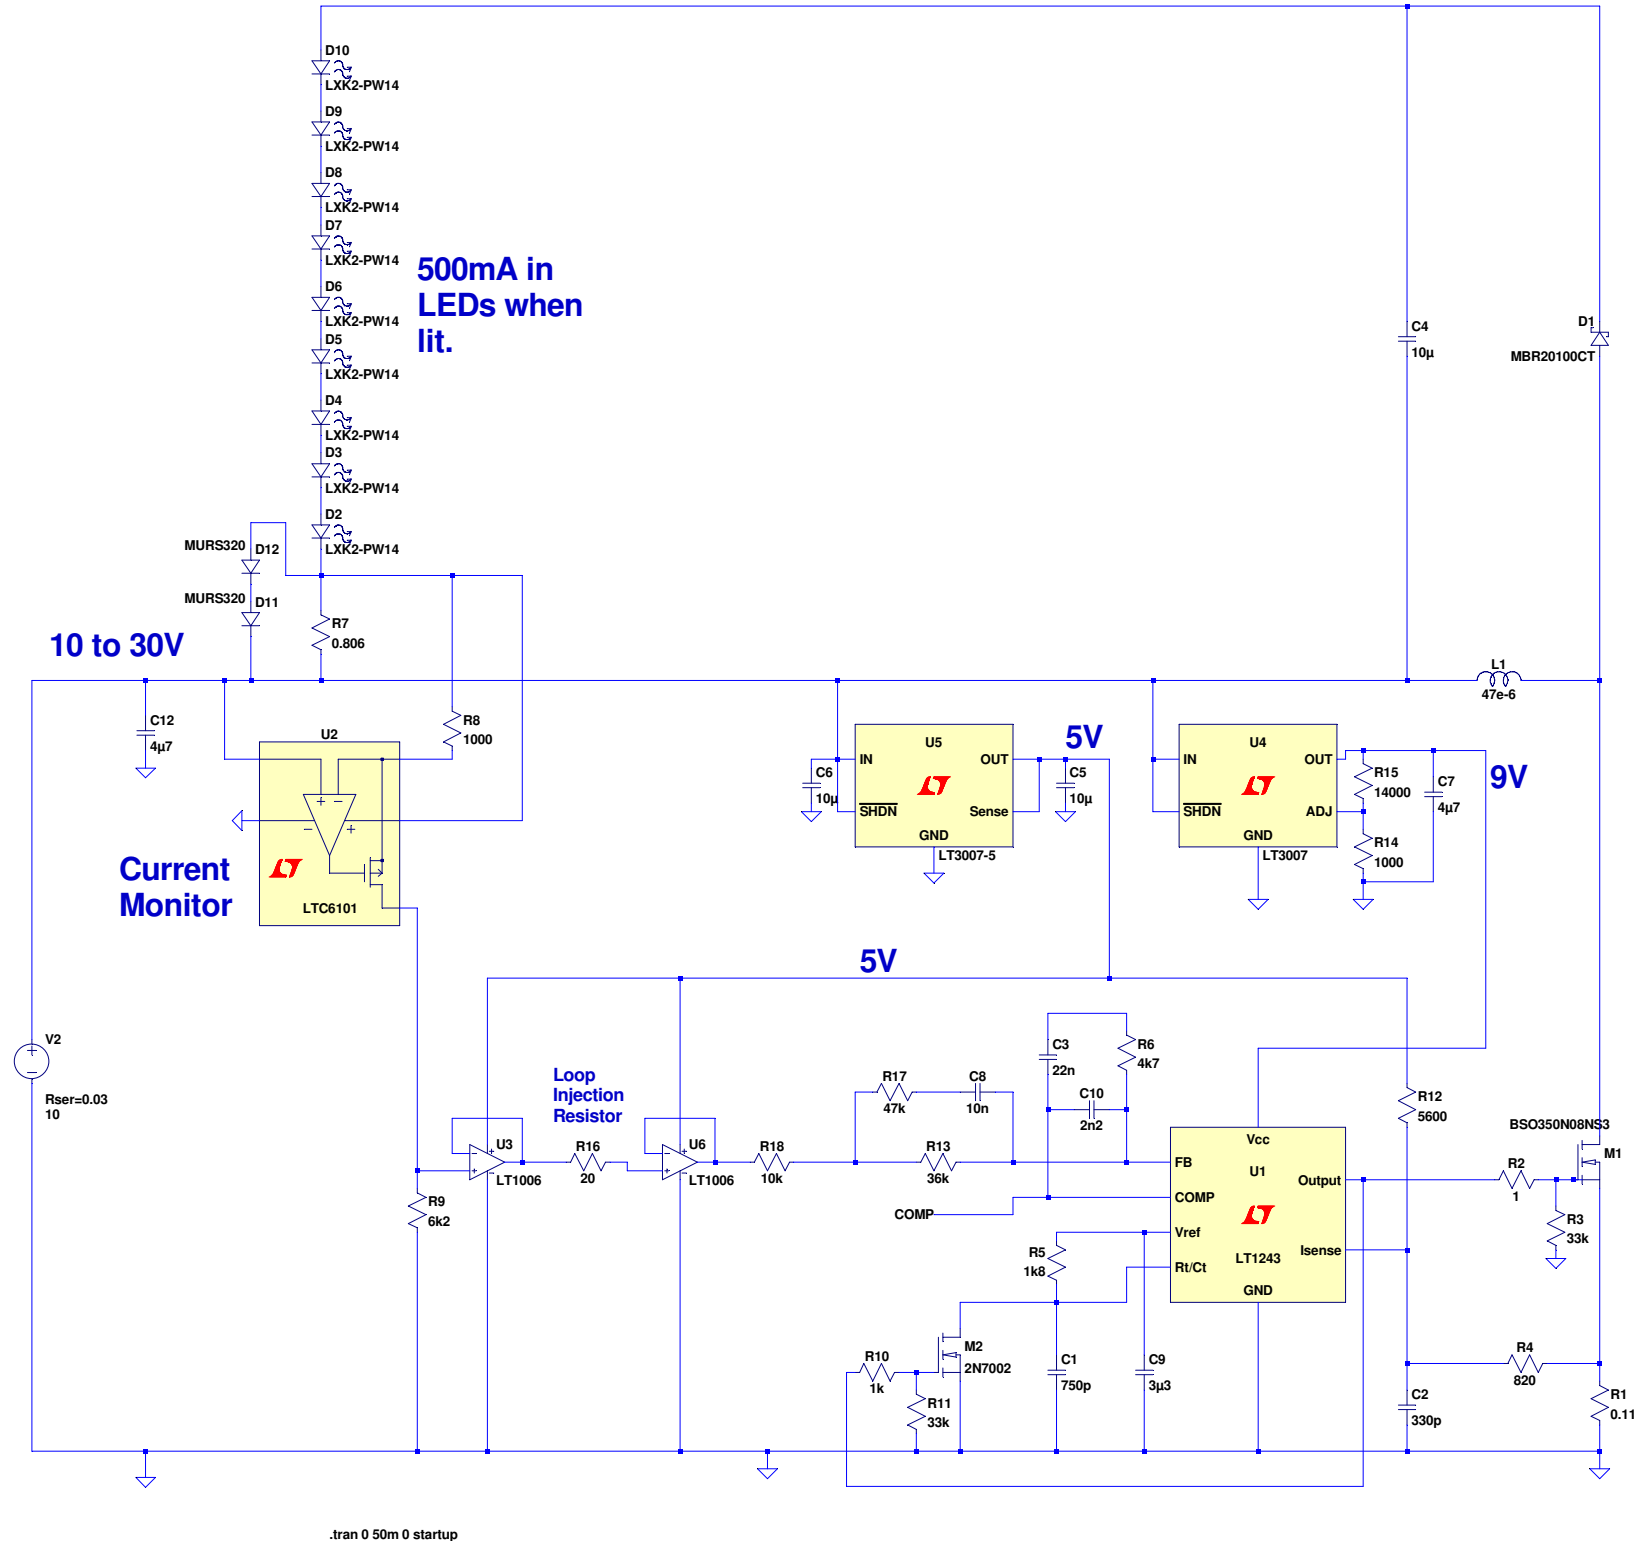 D10
LXK2-PW14
D9
LXK2-PW14
D8
LXK2-PW14
D7
LXK2-PW14
D6
LXK2-PW14
D5
LXK2-PW14
D4
LXK2-PW14
D3
LXK2-PW14
D2
LXK2-PW14
500mA in
LEDs when
lit.
C4
10µ
D1
MBR20100CT
MURS320
D12
MURS320
D11
R7
0.806
10 to 30V
L1
47e-6
C12
4µ7
R8
1000
U2
+
−
−
+
LTC6101
Current
Monitor
U5
IN
OUT
SHDN
Sense
GND
LT3007-5
C6
10µ
5V
C5
10µ
U4
IN
OUT
SHDN
ADJ
GND
LT3007
R15
14000
R14
1000
C7
4µ7
9V
5V
V2
+
−
Rser=0.03
10
Loop
Injection
Resistor
U3
LT1006
R16
20
U6
LT1006
R18
10k
R17
47k
C8
10n
R13
36k
C3
22n
R6
4k7
C10
2n2
R9
6k2
COMP
Vcc
U1
FB
COMP
Vref
Rt/Ct
Output
Isense
LT1243
GND
R12
5600
BSO350N08NS3
M1
R2
1
R3
33k
R5
1k8
M2
2N7002
R10
1k
R11
33k
C1
750p
C9
3µ3
R4
820
C2
330p
R1
0.11
.tran 0 50m 0 startup